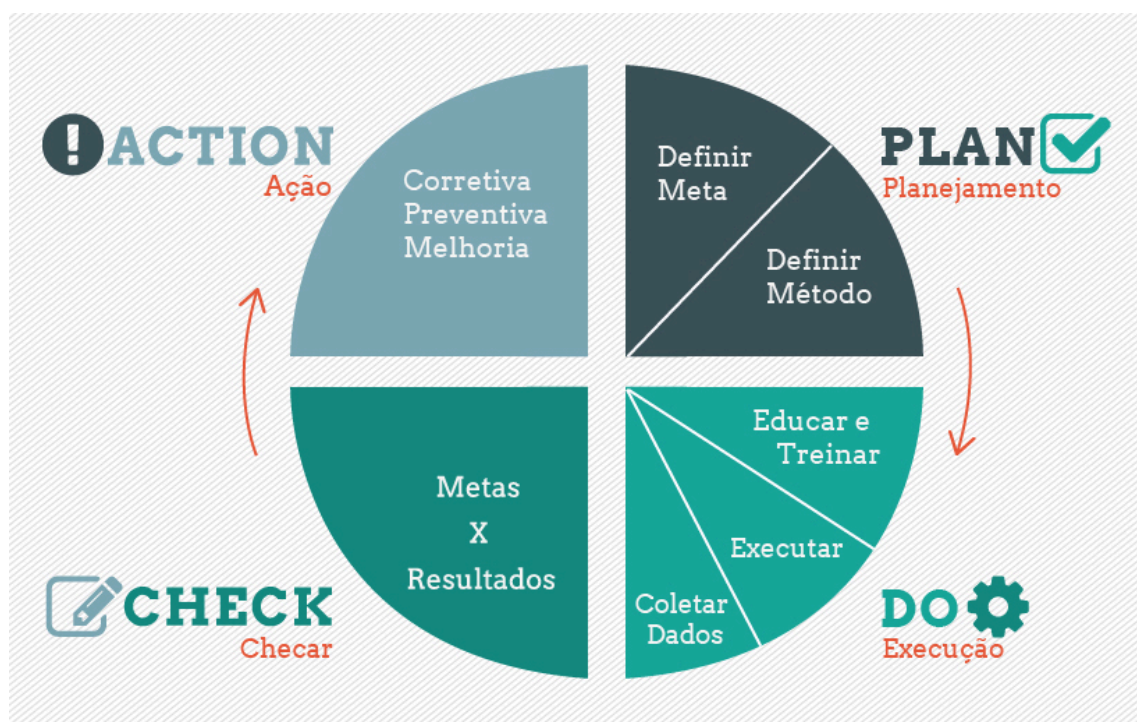 ACTION
Ação
Corretiva
Preventiva
Melhoria
Definir
Meta
Definir
Método
PLAN
Planejamento
Educar e
Treinar
Executar
Coletar
Dados
DO
Execução
Metas
X
Resultados
CHECK
Checar